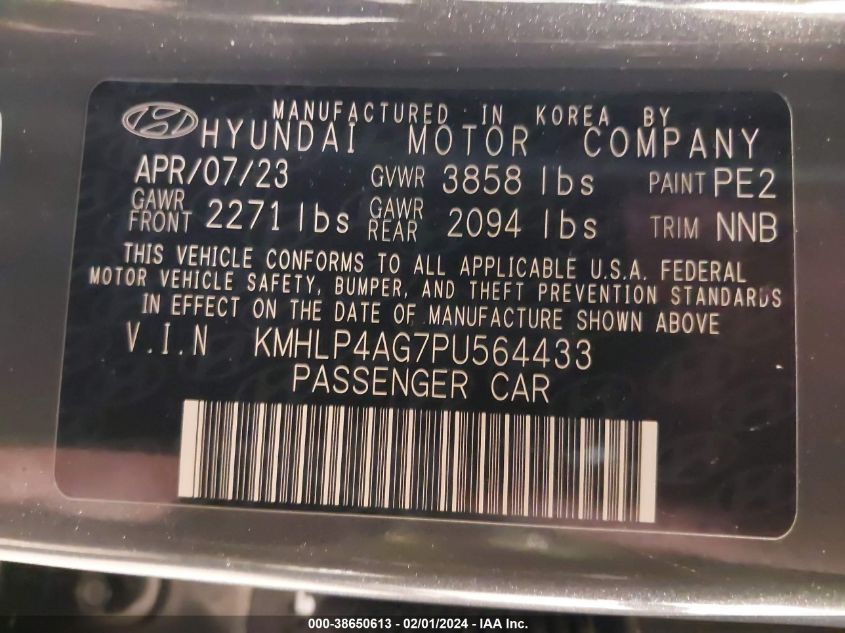 MANUFACTURED IN KOREA BY
HYUNDAI MOTOR COMPANY
APR/07/23 GVWR 3858 lbs PAINT PE2
GAWR FRONT 2271 lbs GAWR REAR 2094 lbs TRIM NNB
THIS VEHICLE CONFORMS TO ALL APPLICABLE U.S.A. FEDERAL
MOTOR VEHICLE SAFETY, BUMPER, AND THEFT PREVENTION STANDARDS
IN EFFECT ON THE DATE OF MANUFACTURE SHOWN ABOVE
V.I.N KMHLP4AG7PU564433
PASSENGER CAR
000-38650613 - 02/01/2024 - IAA Inc.